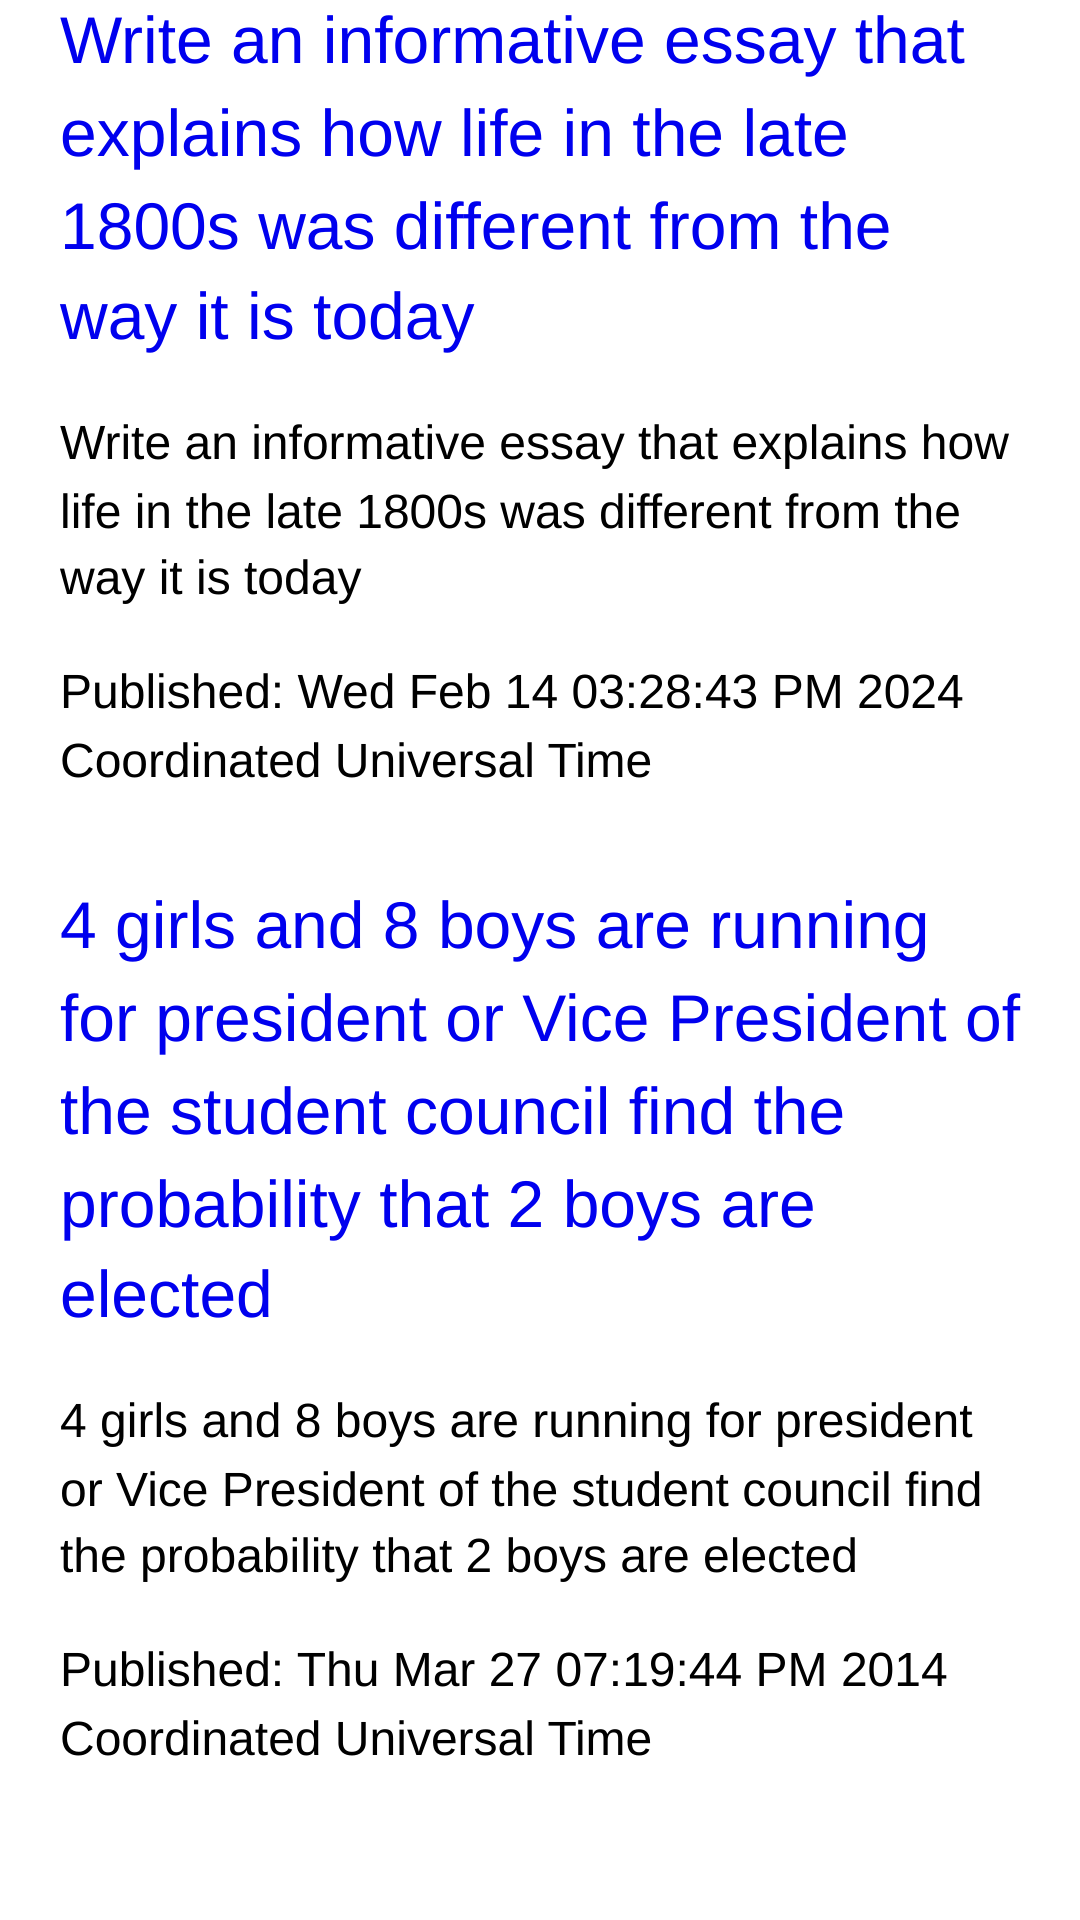 Write an informative essay that
explains how life in the late
1800s was different from the
way it is today
Write an informative essay that explains how
life in the late 1800s was different from the
way it is today
Published: Wed Feb 14 03:28:43 PM 2024
Coordinated Universal Time
4 girls and 8 boys are running
for president or Vice President of
the student council find the
probability that 2 boys are
elected
4 girls and 8 boys are running for president
or Vice President of the student council find
the probability that 2 boys are elected
Published: Thu Mar 27 07:19:44 PM 2014
Coordinated Universal Time